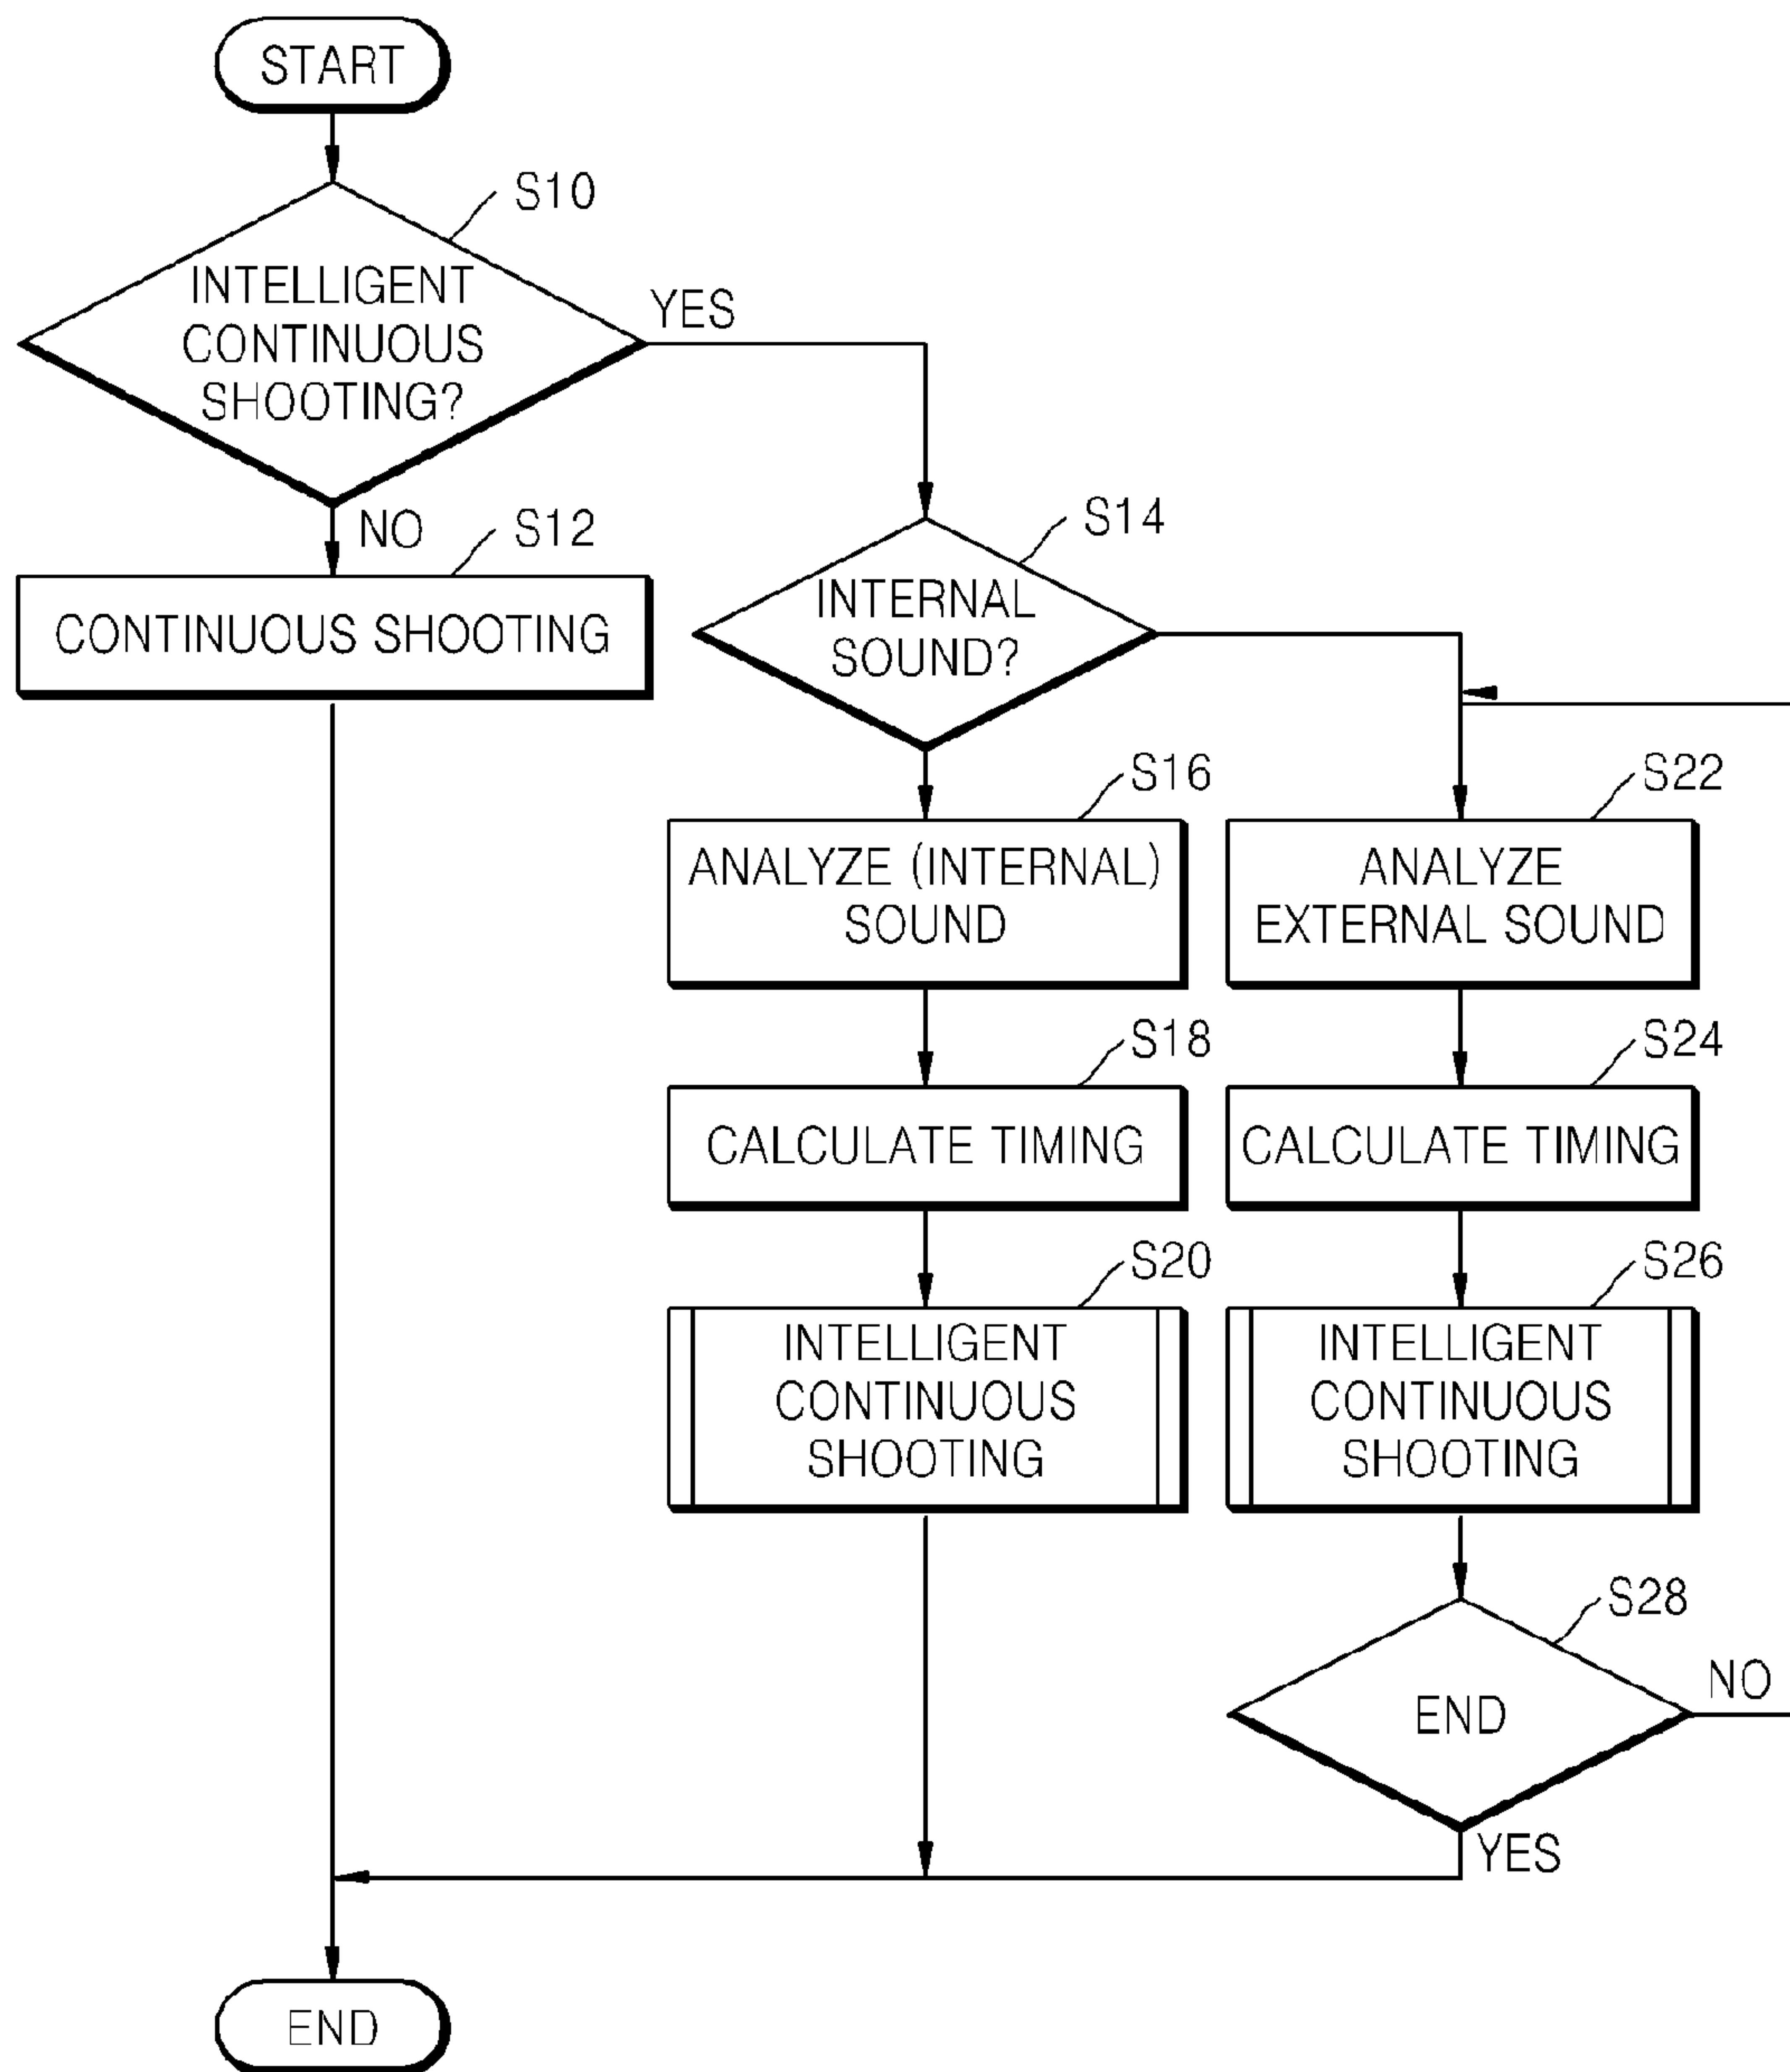 START
S10
INTELLIGENT
CONTINUOUS
SHOOTING?
YES
NO
S12
CONTINUOUS SHOOTING
S14
INTERNAL
SOUND?
S16
ANALYZE (INTERNAL)
SOUND
S18
CALCULATE TIMING
S20
INTELLIGENT
CONTINUOUS
SHOOTING
S22
ANALYZE
EXTERNAL SOUND
S24
CALCULATE TIMING
S26
INTELLIGENT
CONTINUOUS
SHOOTING
S28
END
NO
YES
END